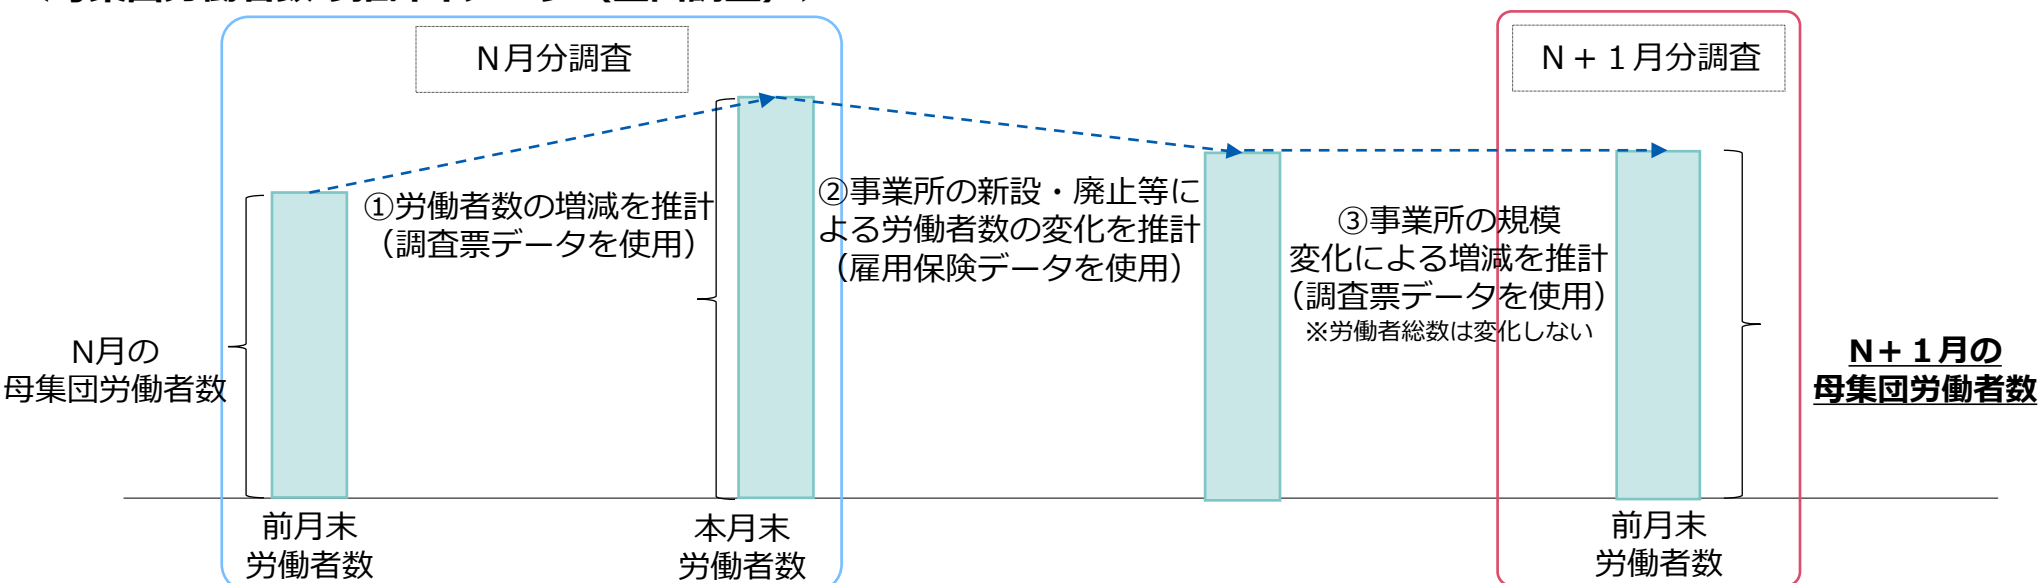 N月分調査
N+1月分調査
①労働者数の増減を推計
(調査票データを使用)
②事業所の新設・廃止等に
よる労働者数の変化を推計
(雇用保険データを使用)
③事業所の規模
変化による増減を推計
(調査票データを使用)
※労働者総数は変化しない
N月の
母集団労働者数
N+1月の
母集団労働者数
前月末
労働者数
本月末
労働者数
前月末
労働者数